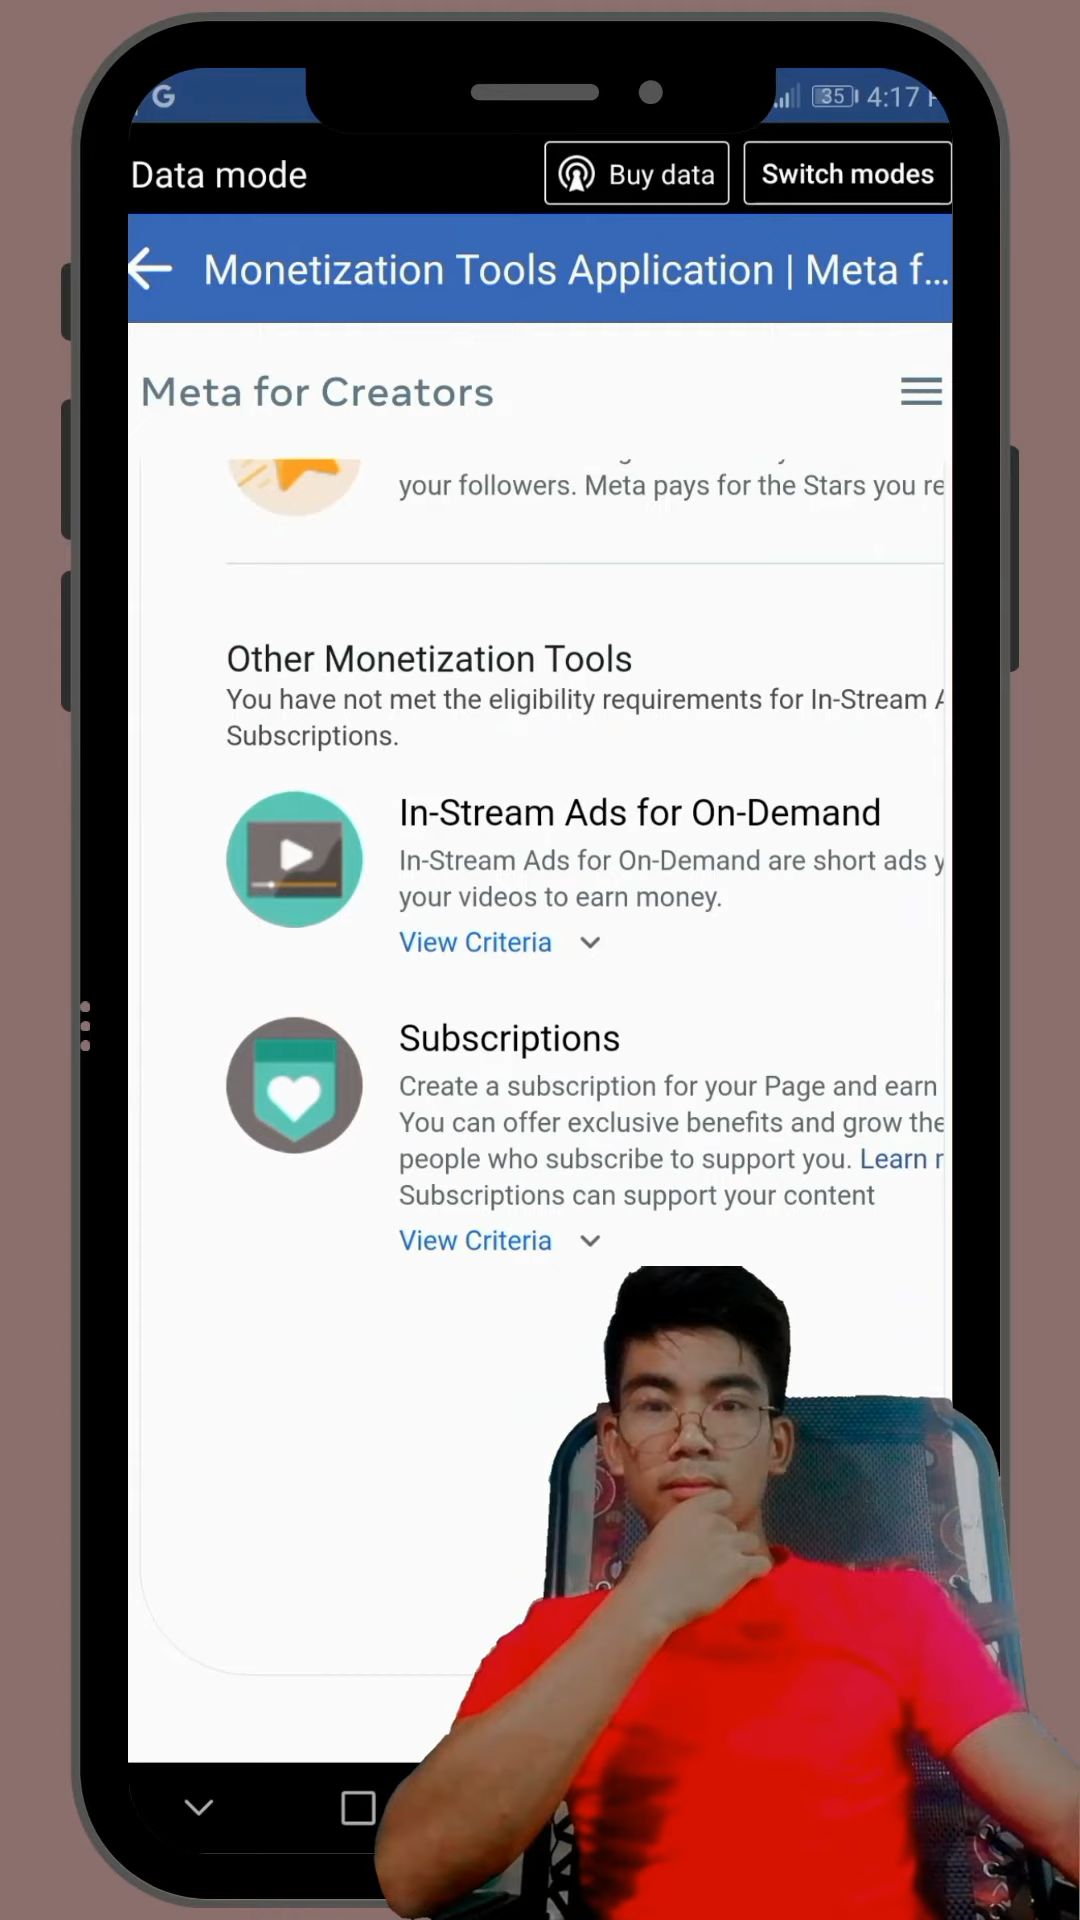 G
35 4:17
Data mode
Buy data
Switch modes
Monetization Tools Application | Meta f...
Meta for Creators
your followers. Meta pays for the Stars you re
Other Monetization Tools
You have not met the eligibility requirements for In-Stream A
Subscriptions.
In-Stream Ads for On-Demand
In-Stream Ads for On-Demand are short ads y
your videos to earn money.
View Criteria
Subscriptions
Create a subscription for your Page and earn
You can offer exclusive benefits and grow the
people who subscribe to support you. Learn
Subscriptions can support your content
View Criteria